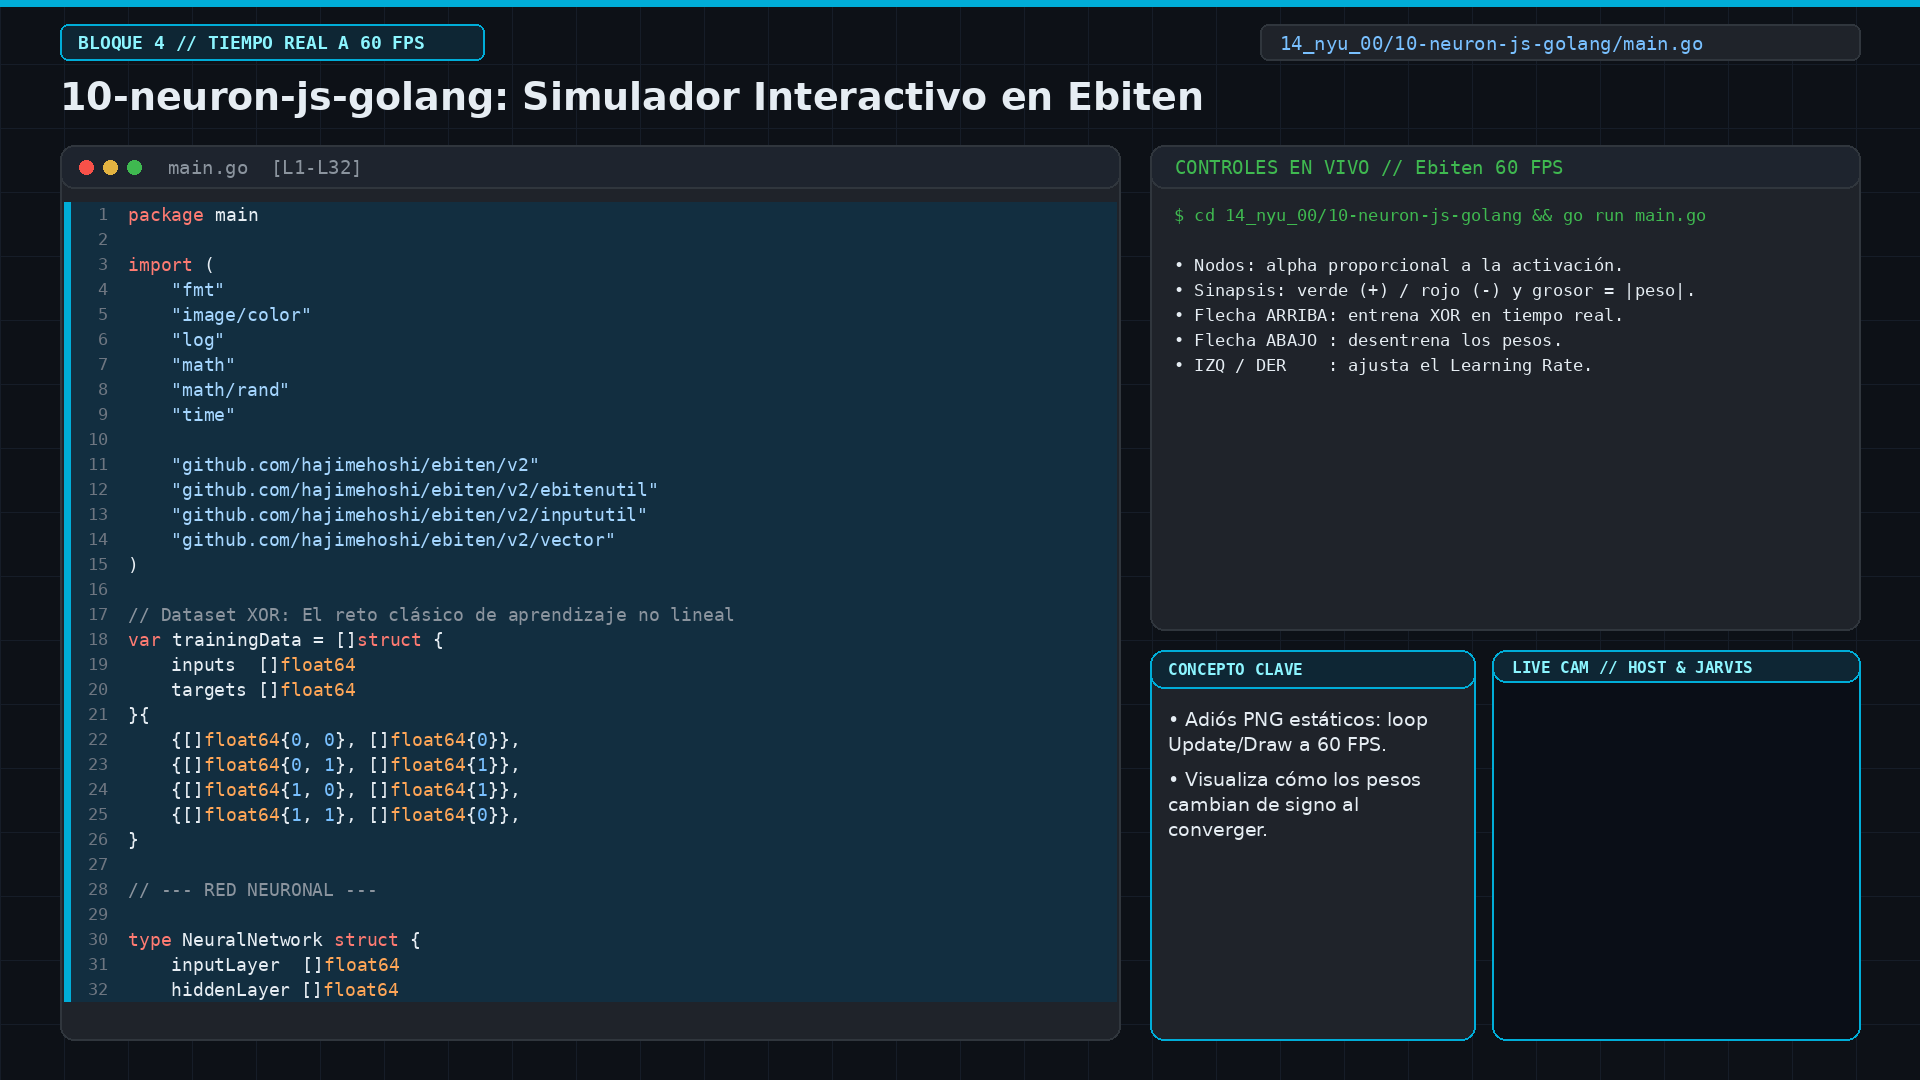 BLOQUE 4 // TIEMPO REAL A 60 FPS
14_nyu_00/10-neuron-js-golang/main.go
10-neuron-js-golang: Simulador Interactivo en Ebiten
main.go  [L1-L32]
1 package main
2
3 import (
4     "fmt"
5     "image/color"
6     "log"
7     "math"
8     "math/rand"
9     "time"
10
11     "github.com/hajimehoshi/ebiten/v2"
12     "github.com/hajimehoshi/ebiten/v2/ebitenutil"
13     "github.com/hajimehoshi/ebiten/v2/inpututil"
14     "github.com/hajimehoshi/ebiten/v2/vector"
15 )
16
17 // Dataset XOR: El reto clásico de aprendizaje no lineal
18 var trainingData = []struct {
19     inputs  []float64
20     targets []float64
21 }{
22     {[]float64{0, 0}, []float64{0}},
23     {[]float64{0, 1}, []float64{1}},
24     {[]float64{1, 0}, []float64{1}},
25     {[]float64{1, 1}, []float64{0}},
26 }
27
28 // --- RED NEURONAL ---
29
30 type NeuralNetwork struct {
31     inputLayer  []float64
32     hiddenLayer []float64
CONTROLES EN VIVO // Ebiten 60 FPS
$ cd 14_nyu_00/10-neuron-js-golang && go run main.go
• Nodos: alpha proporcional a la activación.
• Sinapsis: verde (+) / rojo (-) y grosor = |peso|.
• Flecha ARRIBA: entrena XOR en tiempo real.
• Flecha ABAJO : desentrena los pesos.
• IZQ / DER    : ajusta el Learning Rate.
CONCEPTO CLAVE
• Adiós PNG estáticos: loop
Update/Draw a 60 FPS.
• Visualiza cómo los pesos
cambian de signo al
converger.
LIVE CAM // HOST & JARVIS